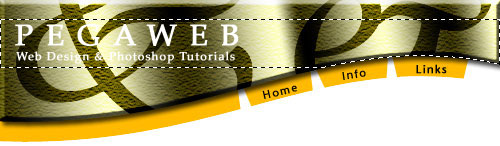 PEGAWEB
Web Design & Photoshop Tutorials
Home
Info
Links